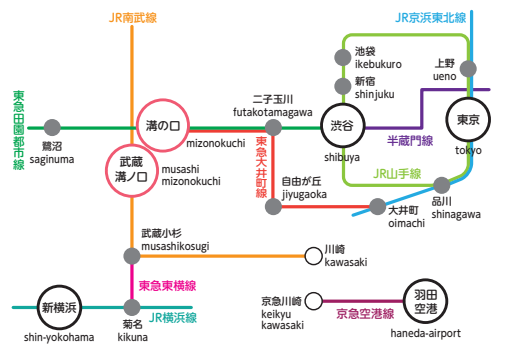 JR南武線
JR京浜東北線
池袋
ikebukuro
上野
ueno
新宿
shinjuku
東急田園都市線
二子玉川
futakotamagawa
溝の口
mizonokuchi
渋谷
shibuya
東京
tokyo
半蔵門線
鷺沼
saginuma
武蔵
溝ノ口
musashi
mizonokuchi
東急大井町線
JR山手線
自由が丘
jiyugaoka
大井町
oimachi
品川
shinagawa
武蔵小杉
musashikosugi
川崎
kawasaki
東急東横線
京急川崎
keikyu
kawasaki
京急空港線
羽田
空港
haneda-airport
新横浜
shin-yokohama
JR横浜線
菊名
kikuna